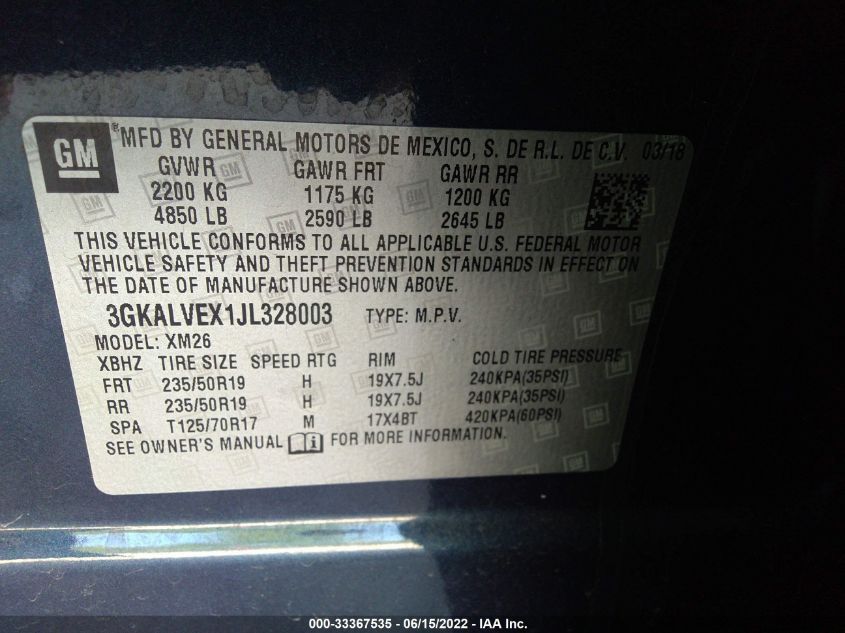 GM ® MFD BY GENERAL MOTORS DE MEXICO, S. DE R.L. DE C.V. 03/18
GVWR GAWR FRT GAWR RR
2200 KG 1175 KG 1200 KG
4850 LB 2590 LB 2645 LB
THIS VEHICLE CONFORMS TO ALL APPLICABLE U.S. FEDERAL MOTOR
VEHICLE SAFETY AND THEFT PREVENTION STANDARDS IN EFFECT ON
THE DATE OF MANUFACTURE SHOWN ABOVE.
3GKALVEX1JL328003 TYPE: M.P.V.
MODEL: XM26
XBHZ TIRE SIZE SPEED RTG RIM COLD TIRE PRESSURE
FRT 235/50R19 H 19X7.5J 240KPA(35PSI)
RR 235/50R19 H 19X7.5J 240KPA(35PSI)
SPA T125/70R17 M 17X4BT 420KPA(60PSI)
SEE OWNER'S MANUAL i FOR MORE INFORMATION.
000-33367535 - 06/15/2022 - IAA Inc.